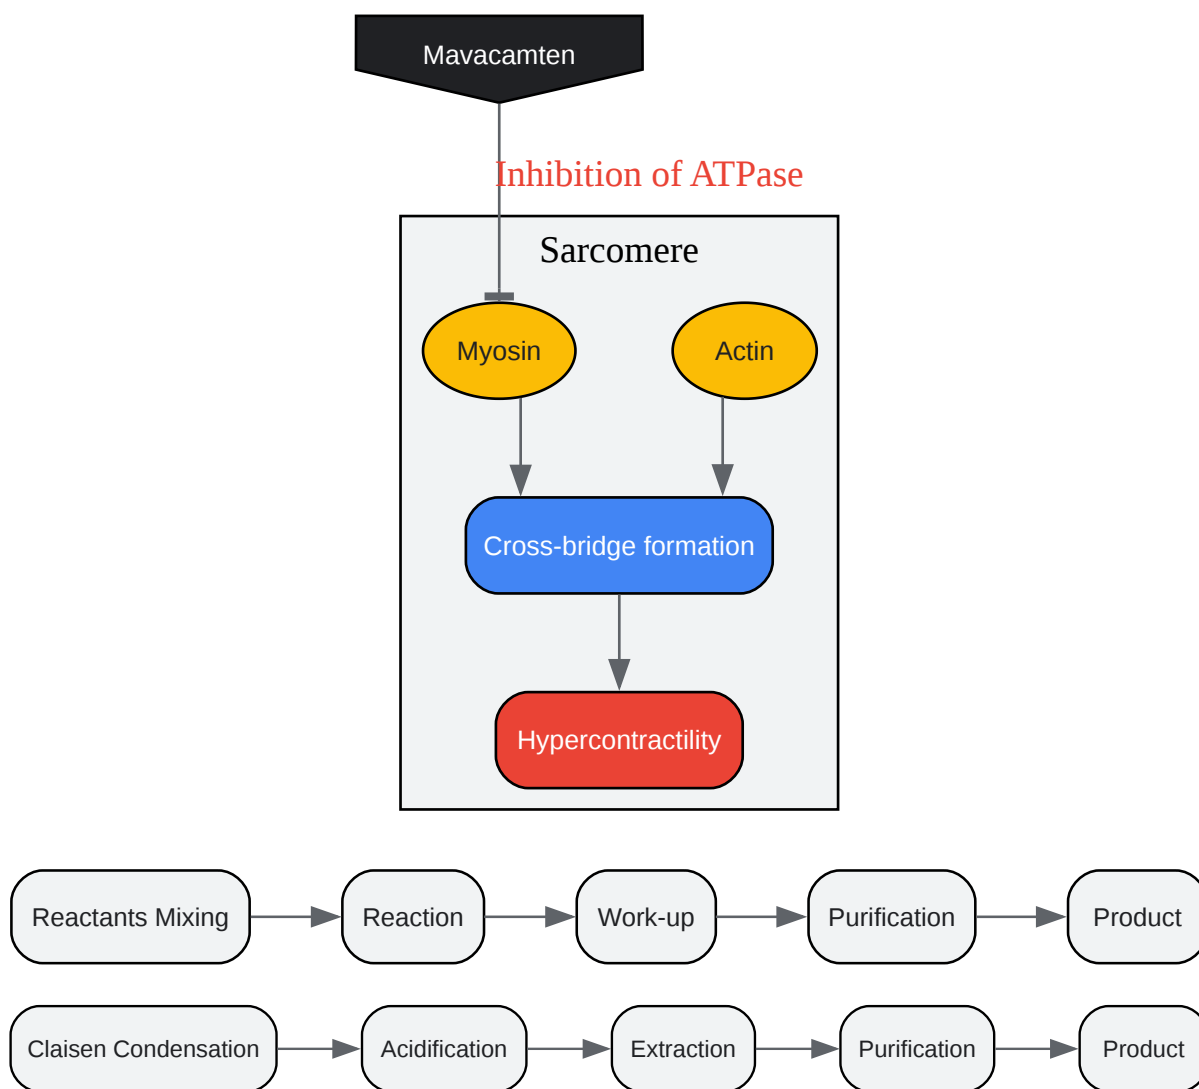 Mavacamten
Inhibition of ATPase
Sarcomere
Myosin
Actin
Cross-bridge formation
Hypercontractility
Reactants Mixing
Reaction
Work-up
Purification
Product
Claisen Condensation
Acidification
Extraction
Purification
Product